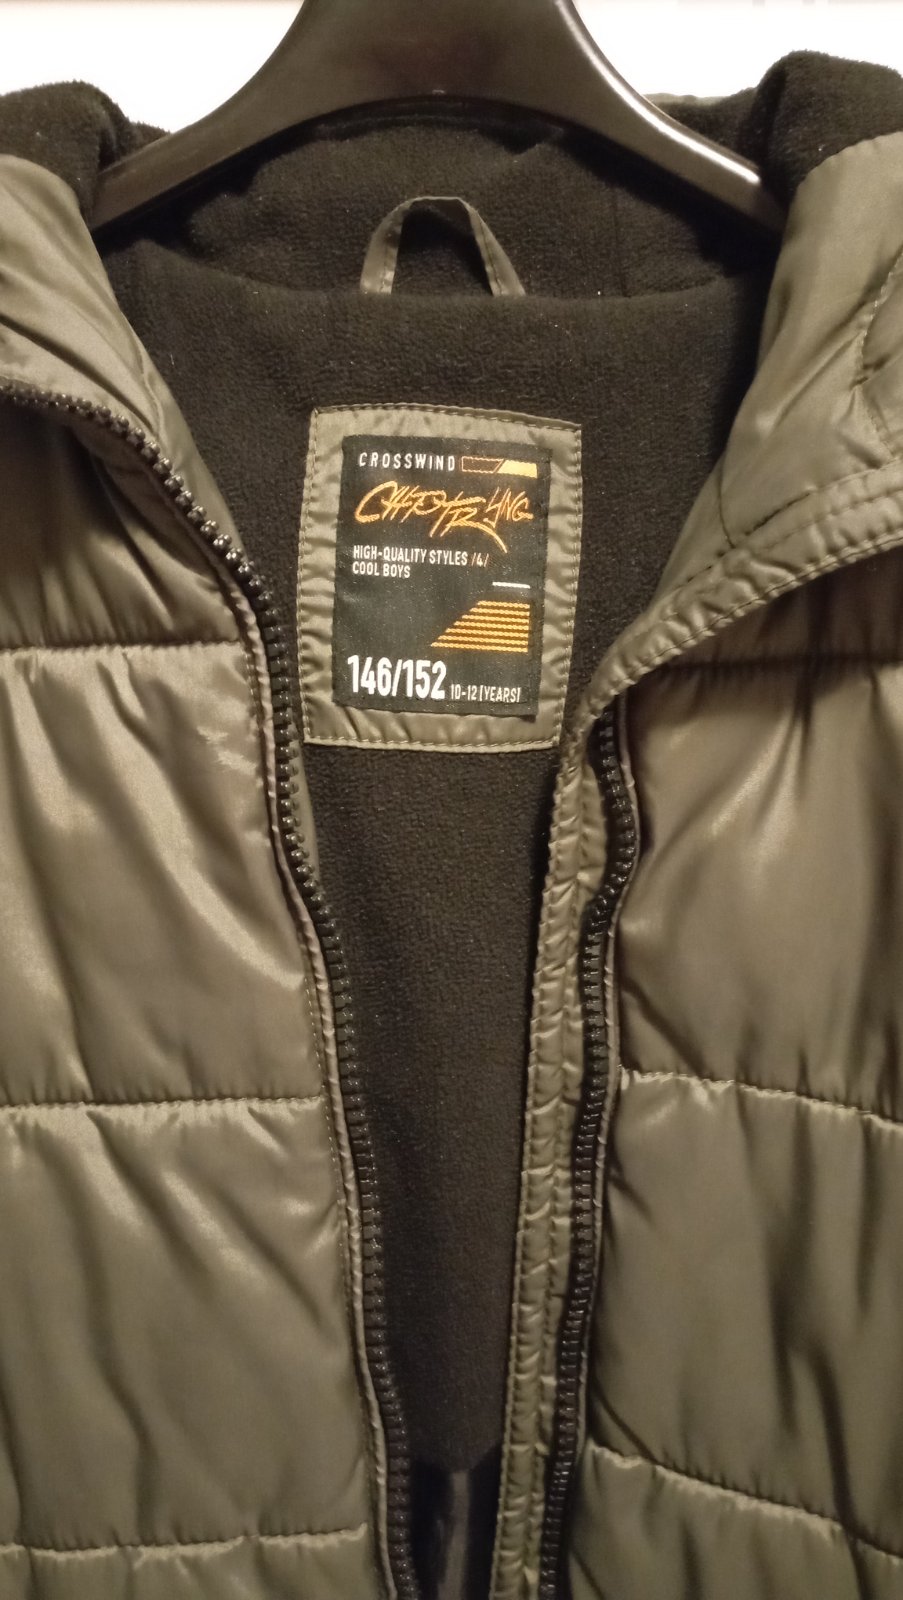 CROSSWIND
HIGH-QUALITY STYLES /4/
COOL BOYS
146/152 10-12 [YEARS]